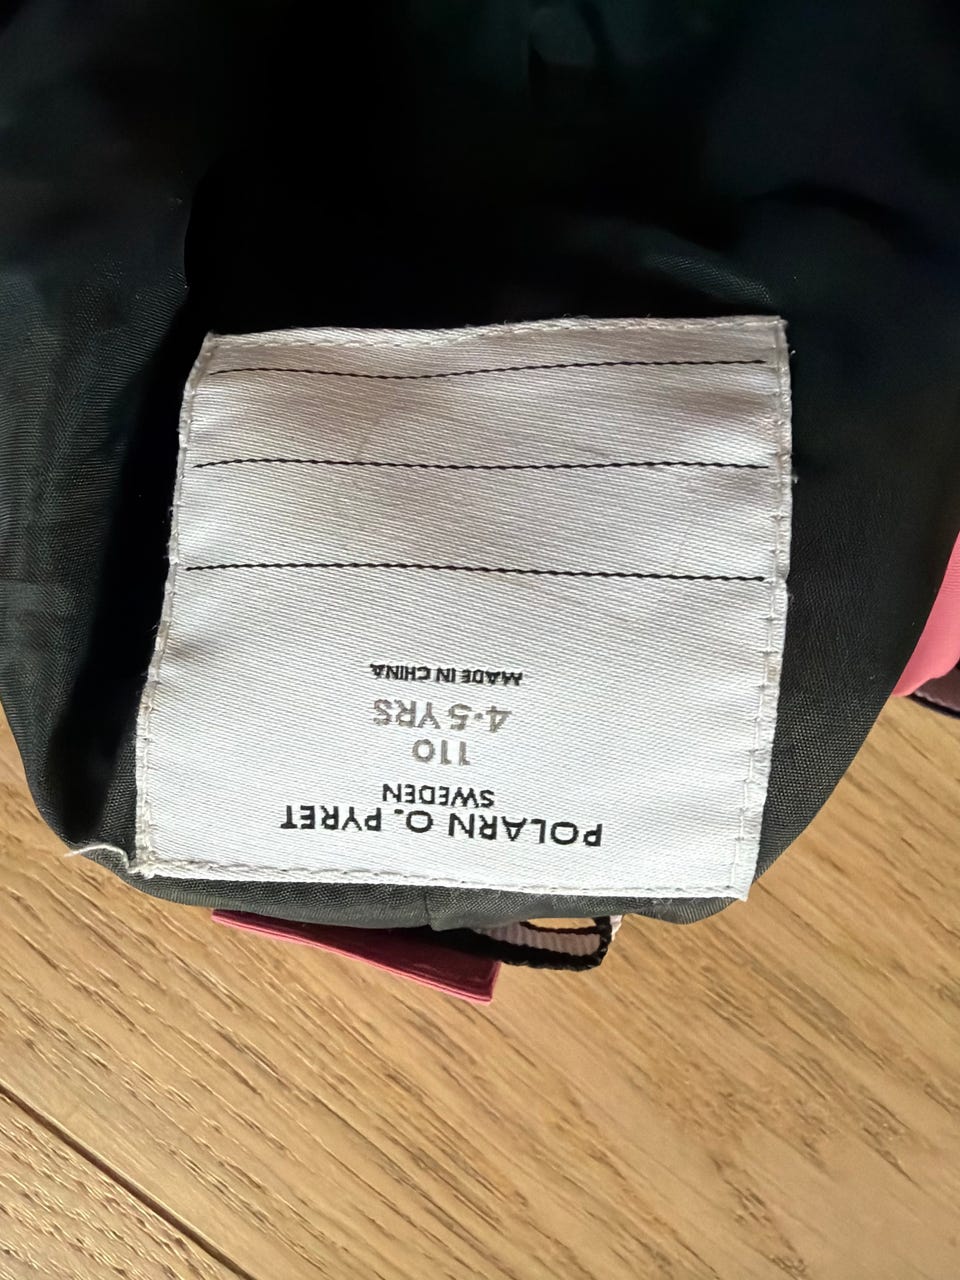 POLARN O. PYRET
SWEDEN
110
4-5 YRS
MADE IN CHINA